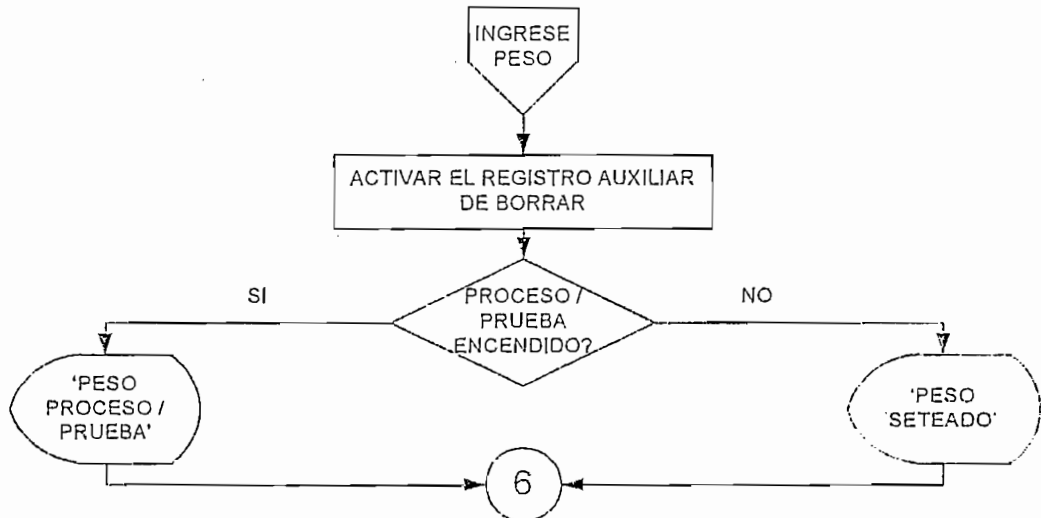 INGRESE
PESO
ACTIVAR EL REGISTRO AUXILIAR
DE BORRAR
SI
PROCESO /
PRUEBA
ENCENDIDO?
NO
'PESO
PROCESO /
PRUEBA'
'PESO
SETEADO'
6